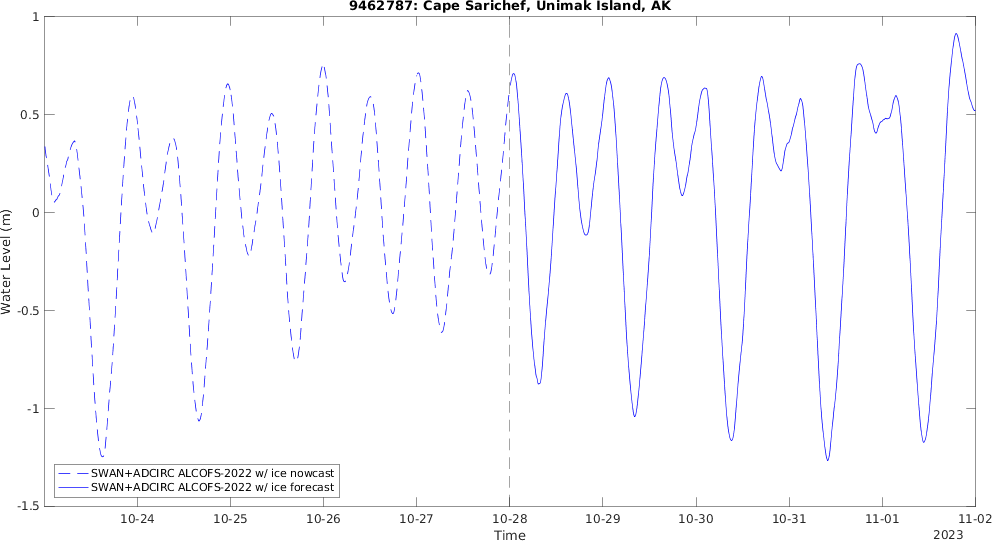 9462787: Cape Sarichef, Unimak Island, AK
1
0.5
0
-0.5
-1
-1.5
Water Level (m)
SWAN+ADCIRC ALCOFS-2022 w/ ice nowcast
SWAN+ADCIRC ALCOFS-2022 w/ ice forecast
10-24 10-25 10-26 10-27 10-28 10-29 10-30 10-31 11-01 11-02
Time
2023